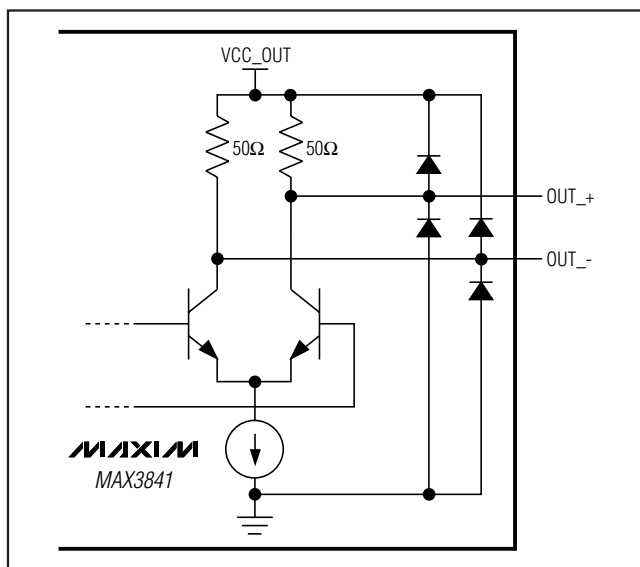 VCC_OUT
50Ω
50Ω
OUT_+
OUT_-
MAXIM
MAX3841